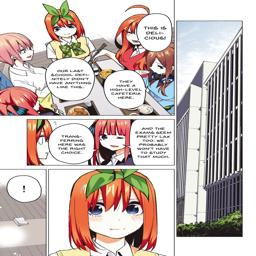 THIS IS
DELI-
CIOUS!
OUR LAST
SCHOOL DEFI-
NITELY DIDN'T
HAVE ANYTHING
LIKE THIS.
THEY
HAVE A
HIGH-LEVEL
CAFETERIA
HERE.
AND THE
EXAMS SEEM
PRETTY LAX
TOO. WE
PROBABLY
WON'T HAVE
TO STUDY
THAT MUCH.
TRANS-
FERRING
HERE WAS
THE RIGHT
CHOICE.
!